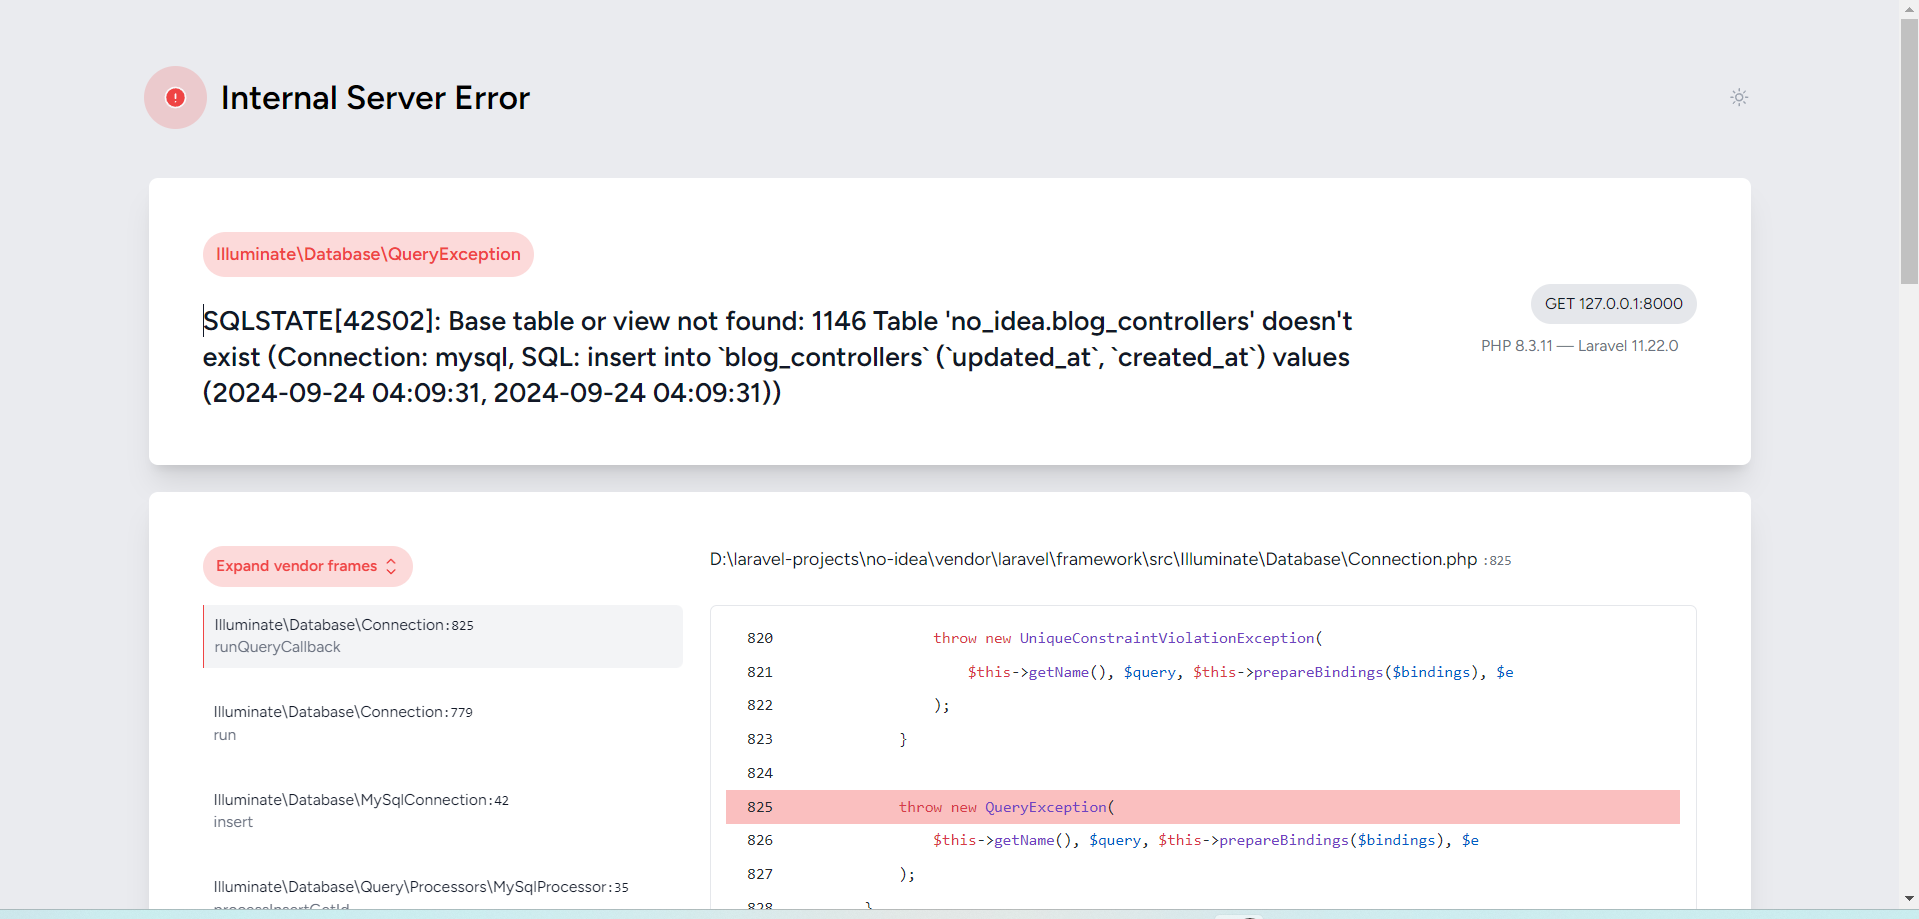 Internal Server Error
Illuminate\Database\QueryException
SQLSTATE[42S02]: Base table or view not found: 1146 Table 'no_idea.blog_controllers' doesn't
exist (Connection: mysql, SQL: insert into `blog_controllers` (`updated_at`, `created_at`) values
(2024-09-24 04:09:31, 2024-09-24 04:09:31))
GET 127.0.0.1:8000
PHP 8.3.11 — Laravel 11.22.0
Expand vendor frames
Illuminate\Database\Connection:825
runQueryCallback
Illuminate\Database\Connection:779
run
Illuminate\Database\MySqlConnection:42
insert
Illuminate\Database\Query\Processors\MySqlProcessor:35
processInsertGetId
D:\laravel-projects\no-idea\vendor\laravel\framework\src\Illuminate\Database\Connection.php :825
820 throw new UniqueConstraintViolationException(
821 $this->getName(), $query, $this->prepareBindings($bindings), $e
822 );
823 }
824
825 throw new QueryException(
826 $this->getName(), $query, $this->prepareBindings($bindings), $e
827 );
828 }